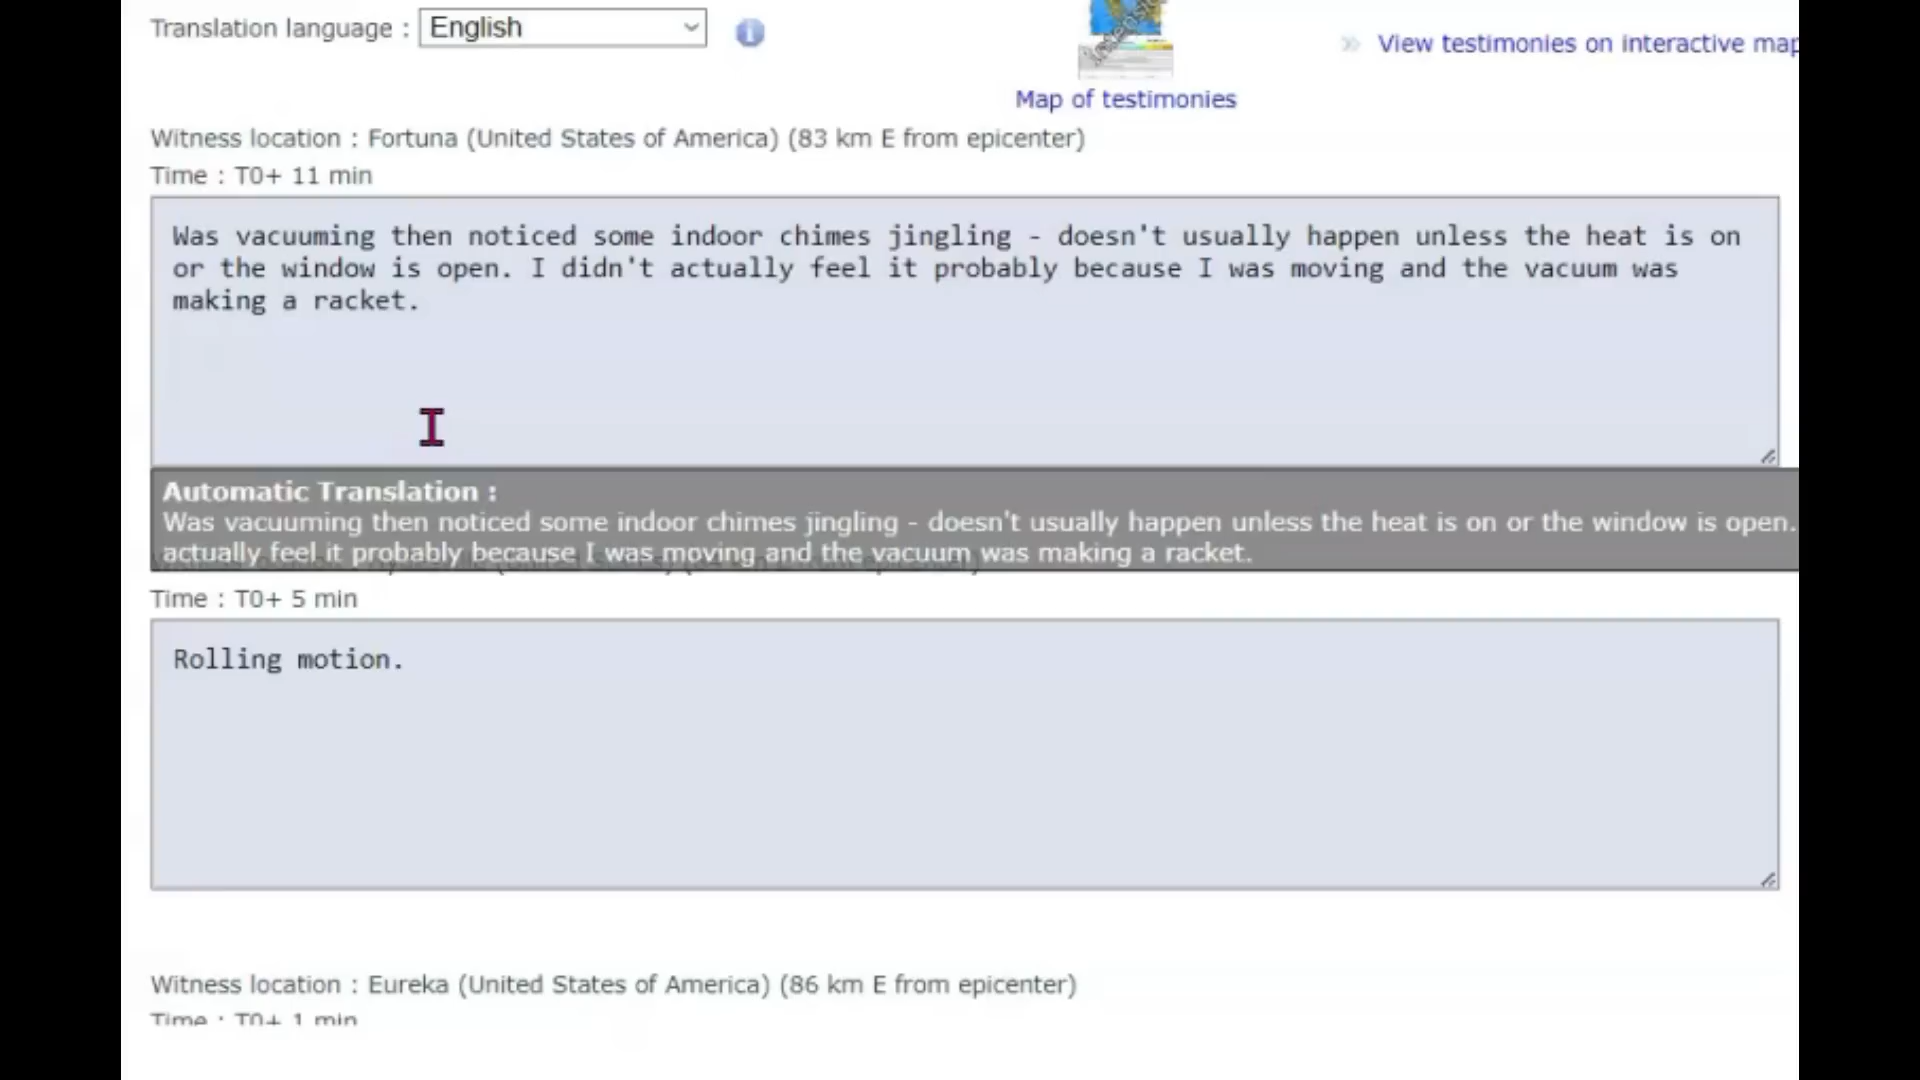 Translation language : English
View testimonies on interactive map
Map of testimonies
Witness location : Fortuna (United States of America) (83 km E from epicenter)
Time : T0+ 11 min
Was vacuuming then noticed some indoor chimes jingling - doesn't usually happen unless the heat is on
or the window is open. I didn't actually feel it probably because I was moving and the vacuum was
making a racket.
Automatic Translation :
Was vacuuming then noticed some indoor chimes jingling - doesn't usually happen unless the heat is on or the window is open.
actually feel it probably because I was moving and the vacuum was making a racket.
Time : T0+ 5 min
Rolling motion.
Witness location : Eureka (United States of America) (86 km E from epicenter)
Time : T0+ 1 min